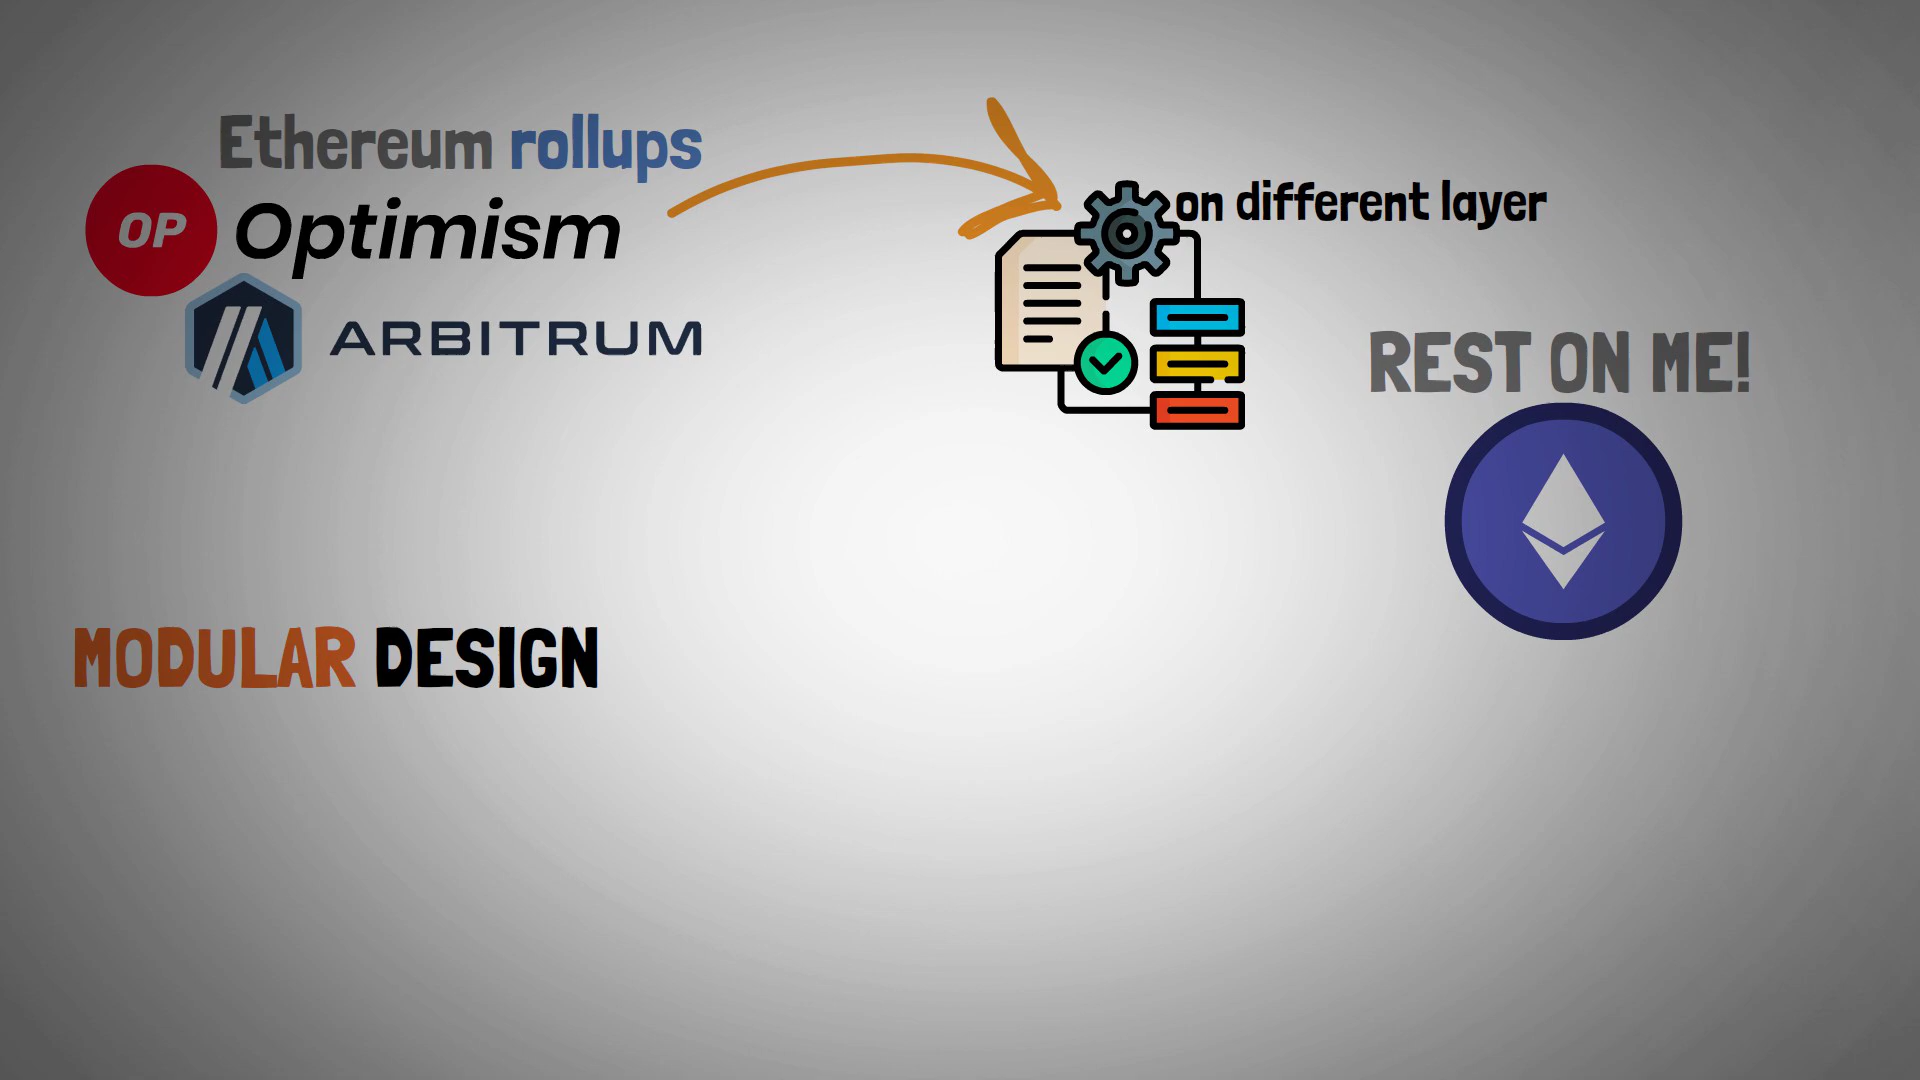 Ethereum rollups
OP Optimism
ARBITRUM
on different layer
REST ON ME!
MODULAR DESIGN